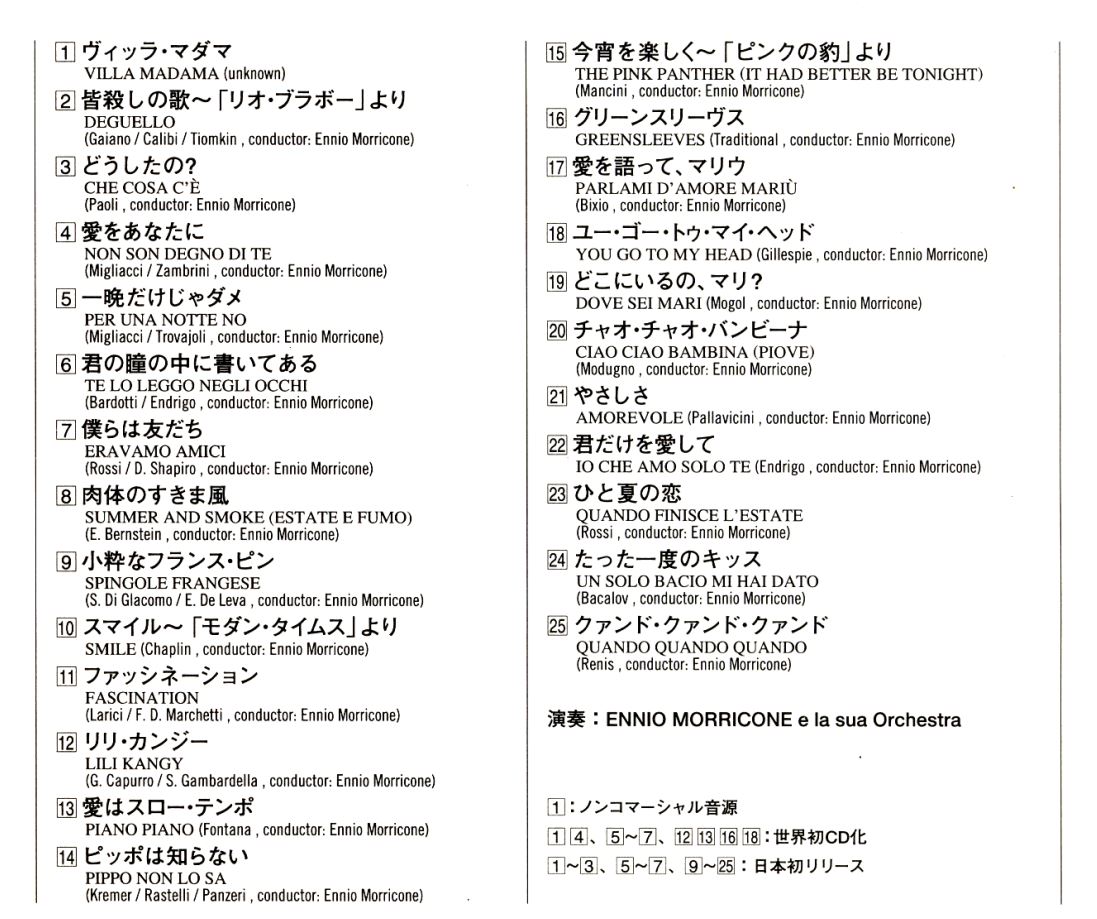 1 ヴィッラ・マダマ
VILLA MADAMA (unknown)
2 皆殺しの歌〜「リオ・ブラボー」より
DEGUELLO
(Gaiano / Calibi / Tiomkin , conductor: Ennio Morricone)
3 どうしたの?
CHE COSA C'È
(Paoli , conductor: Ennio Morricone)
4 愛をあなたに
NON SON DEGNO DI TE
(Migliacci / Zambrini , conductor: Ennio Morricone)
5 一晩だけじゃダメ
PER UNA NOTTE NO
(Migliacci / Trovajoli , conductor: Ennio Morricone)
6 君の瞳の中に書いてある
TE LO LEGGO NEGLI OCCHI
(Bardotti / Endrigo , conductor: Ennio Morricone)
7 僕らは友だち
ERAVAMO AMICI
(Rossi / D. Shapiro , conductor: Ennio Morricone)
8 肉体のすきま風
SUMMER AND SMOKE (ESTATE E FUMO)
(E. Bernstein , conductor: Ennio Morricone)
9 小粋なフランス・ピン
SPINGOLE FRANGESE
(S. Di Glacomo / E. De Leva , conductor: Ennio Morricone)
10 スマイル〜「モダン・タイムス」より
SMILE (Chaplin , conductor: Ennio Morricone)
11 ファッシネーション
FASCINATION
(Larici / F. D. Marchetti , conductor: Ennio Morricone)
12 リリ・カンジー
LILI KANGY
(G. Capurro / S. Gambardella , conductor: Ennio Morricone)
13 愛はスロー・テンポ
PIANO PIANO (Fontana , conductor: Ennio Morricone)
14 ピッポは知らない
PIPPO NON LO SA
(Kremer / Rastelli / Panzeri , conductor: Ennio Morricone)
15 今宵を楽しく〜「ピンクの豹」より
THE PINK PANTHER (IT HAD BETTER BE TONIGHT)
(Mancini , conductor: Ennio Morricone)
16 グリーンスリーヴス
GREENSLEEVES (Traditional , conductor: Ennio Morricone)
17 愛を語って、マリウ
PARLAMI D'AMORE MARIÙ
(Bixio , conductor: Ennio Morricone)
18 ユー・ゴー・トゥ・マイ・ヘッド
YOU GO TO MY HEAD (Gillespie , conductor: Ennio Morricone)
19 どこにいるの、マリ?
DOVE SEI MARI (Mogol , conductor: Ennio Morricone)
20 チャオ・チャオ・バンビーナ
CIAO CIAO BAMBINA (PIOVE)
(Modugno , conductor: Ennio Morricone)
21 やさしさ
AMOREVOLE (Pallavicini , conductor: Ennio Morricone)
22 君だけを愛して
IO CHE AMO SOLO TE (Endrigo , conductor: Ennio Morricone)
23 ひと夏の恋
QUANDO FINISCE L'ESTATE
(Rossi , conductor: Ennio Morricone)
24 たった一度のキッス
UN SOLO BACIO MI HAI DATO
(Bacalov , conductor: Ennio Morricone)
25 クァンド・クァンド・クァンド
QUANDO QUANDO QUANDO
(Renis , conductor: Ennio Morricone)
演奏：ENNIO MORRICONE e la sua Orchestra
1：ノンコマーシャル音源
1 4、5〜7、12 13 16 18：世界初CD化
1〜3、5〜7、9〜25：日本初リリース